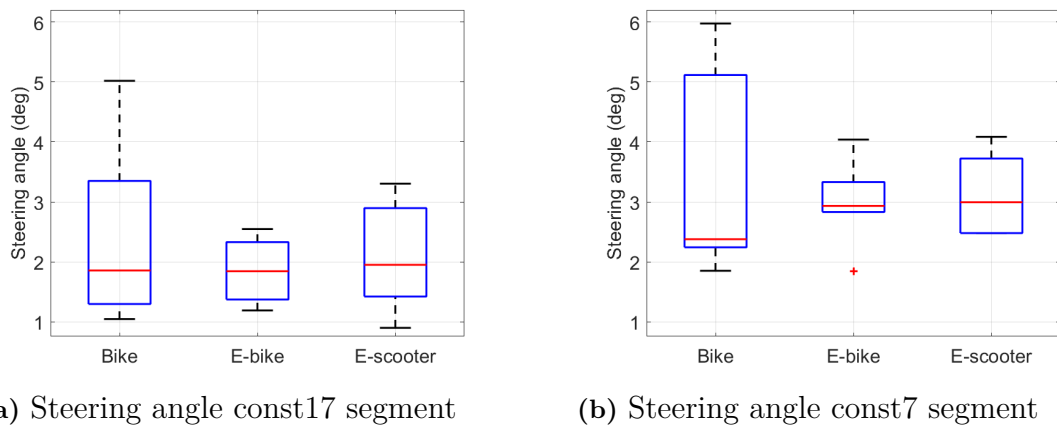 6
5
4
3
2
1
Steering angle (deg)
Bike E-bike E-scooter
a) Steering angle const17 segment
6
5
4
3
2
1
Steering angle (deg)
Bike E-bike E-scooter
(b) Steering angle const7 segment